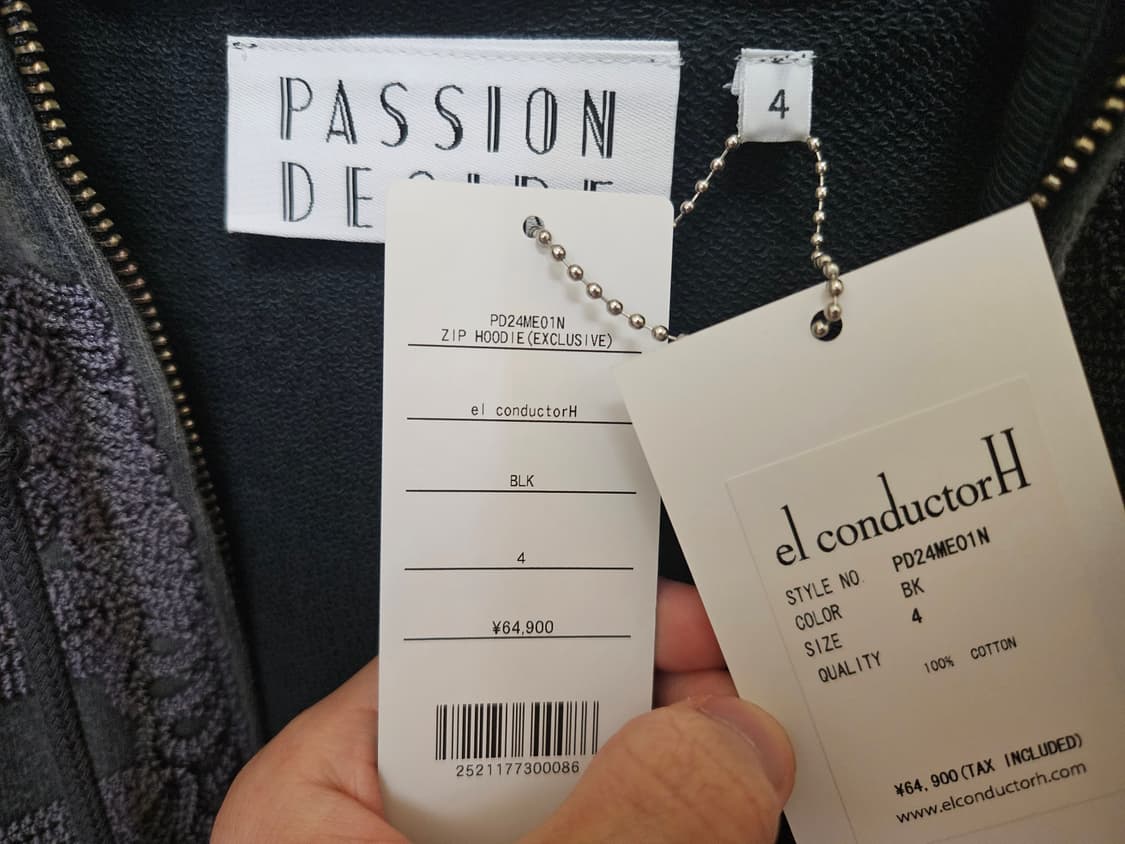 PASSION
DESIRE
4
PD24ME01N
ZIP HOODIE(EXCLUSIVE)
el conductorH
BLK
4
¥64,900
2521177300086
el conductorH
STYLE NO. PD24ME01N
COLOR BK
SIZE 4
QUALITY 100% COTTON
¥64,900(TAX INCLUDED)
www.elconductorh.com